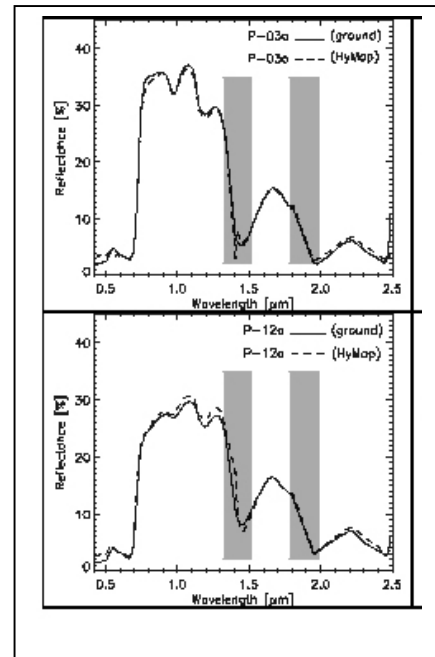 P-03a (ground)
P-03a (HyMap)
Reflectance [%]
40
30
20
10
0
0.5 1.0 1.5 2.0 2.5
Wavelength [µm]
P-12a (ground)
P-12a (HyMap)
Reflectance [%]
40
30
20
10
0
0.5 1.0 1.5 2.0 2.5
Wavelength [µm]